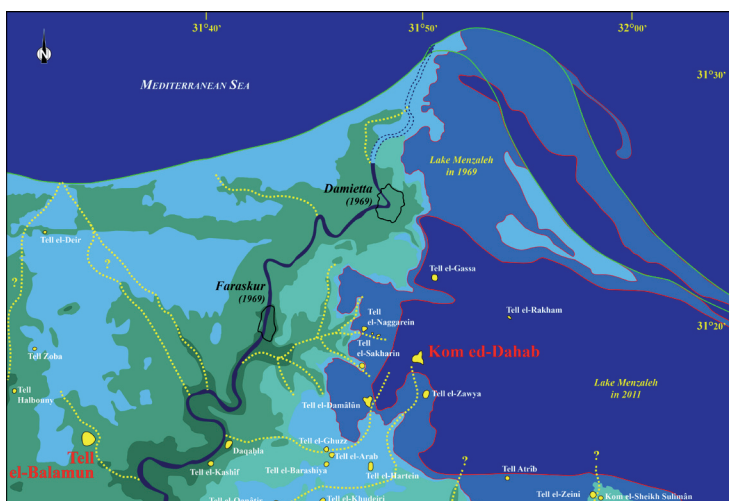 31°40'
31°50'
32°00'
N
MEDITERRANEAN SEA
31°30'
Lake Menzaleh
in 1969
Damietta
(1969)
Tell el-Deir
?
?
Tell el-Gassa
Faraskur
(1969)
Tell
el-Naggarein
Tell el-Rakham
31°20'
Tell
el-Sakharin
Tell Zoba
Kom ed-Dahab
Tell
Halbonny
Tell el-Damâlûn
Tell el-Zawya
Lake Menzaleh
in 2011
Tell
el-Balamun
Daqahla
Tell el-Ghuzz
Tell el-Arab
?
?
Tell el-Kashif
Tell el-Barashiya
Tell el-Hartein
Tell Atrib
Tell el-Khudeiri
Tell el-Zeini
Kom el-Sheikh Sulimân